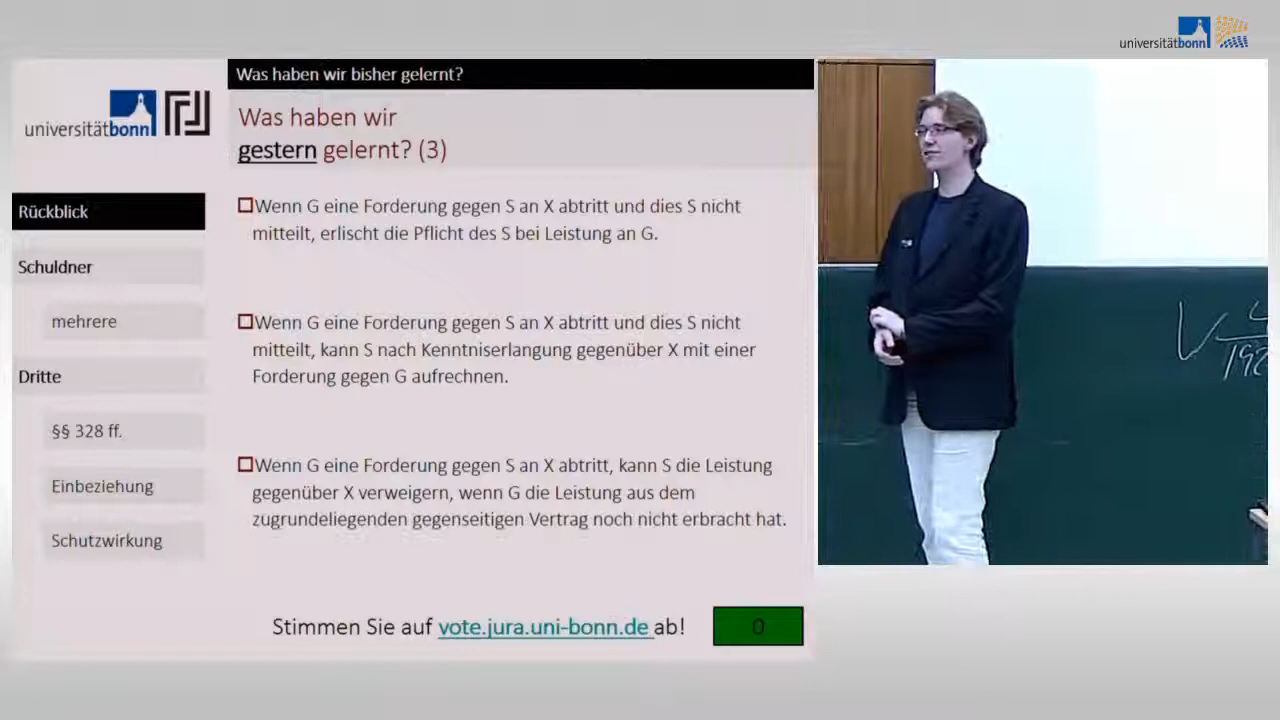 universitätbonn
Was haben wir bisher gelernt?
universitätbonn
Was haben wir
gestern gelernt? (3)
Rückblick
Schuldner
mehrere
Dritte
§§ 328 ff.
Einbeziehung
Schutzwirkung
Wenn G eine Forderung gegen S an X abtritt und dies S nicht
mitteilt, erlischt die Pflicht des S bei Leistung an G.
Wenn G eine Forderung gegen S an X abtritt und dies S nicht
mitteilt, kann S nach Kenntniserlangung gegenüber X mit einer
Forderung gegen G aufrechnen.
Wenn G eine Forderung gegen S an X abtritt, kann S die Leistung
gegenüber X verweigern, wenn G die Leistung aus dem
zugrundeliegenden gegenseitigen Vertrag noch nicht erbracht hat.
Stimmen Sie auf vote.jura.uni-bonn.de ab!
0